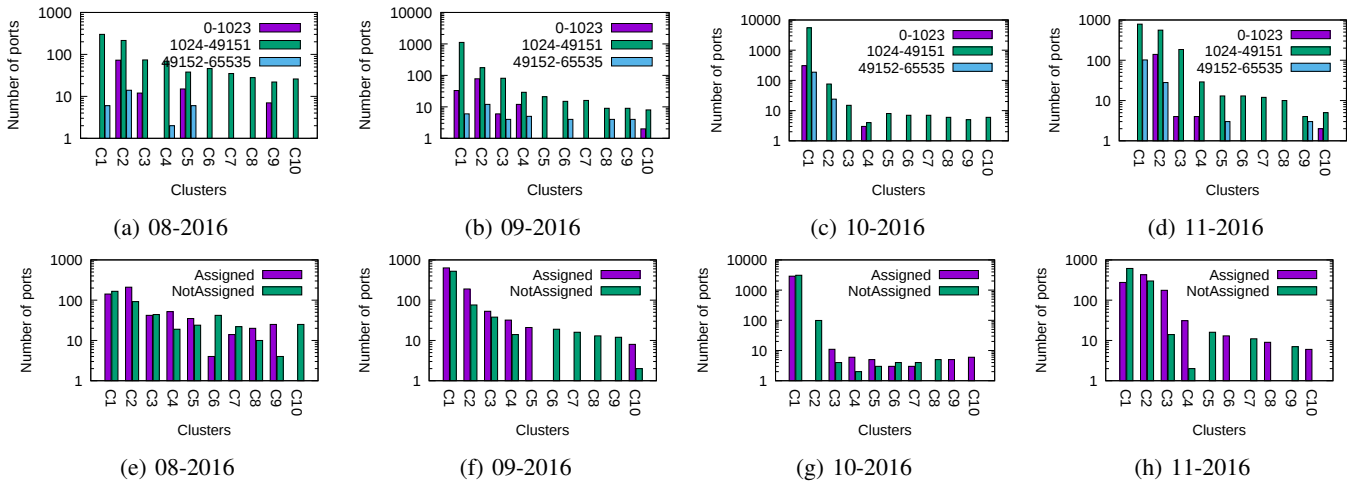 Number of ports
1000
100
10
1
0-1023
1024-49151
49152-65535
C1 C2 C3 C4 C5 C6 C7 C8 C9 C10
Clusters
(a) 08-2016
Number of ports
10000
1000
100
10
1
0-1023
1024-49151
49152-65535
C1 C2 C3 C4 C5 C6 C7 C8 C9 C10
Clusters
(b) 09-2016
Number of ports
10000
1000
100
10
1
0-1023
1024-49151
49152-65535
C1 C2 C3 C4 C5 C6 C7 C8 C9 C10
Clusters
(c) 10-2016
Number of ports
1000
100
10
1
0-1023
1024-49151
49152-65535
C1 C2 C3 C4 C5 C6 C7 C8 C9 C10
Clusters
(d) 11-2016
Number of ports
1000
100
10
1
Assigned
NotAssigned
C1 C2 C3 C4 C5 C6 C7 C8 C9 C10
Clusters
(e) 08-2016
Number of ports
1000
100
10
1
Assigned
NotAssigned
C1 C2 C3 C4 C5 C6 C7 C8 C9 C10
Clusters
(f) 09-2016
Number of ports
10000
1000
100
10
1
Assigned
NotAssigned
C1 C2 C3 C4 C5 C6 C7 C8 C9 C10
Clusters
(g) 10-2016
Number of ports
1000
100
10
1
Assigned
NotAssigned
C1 C2 C3 C4 C5 C6 C7 C8 C9 C10
Clusters
(h) 11-2016